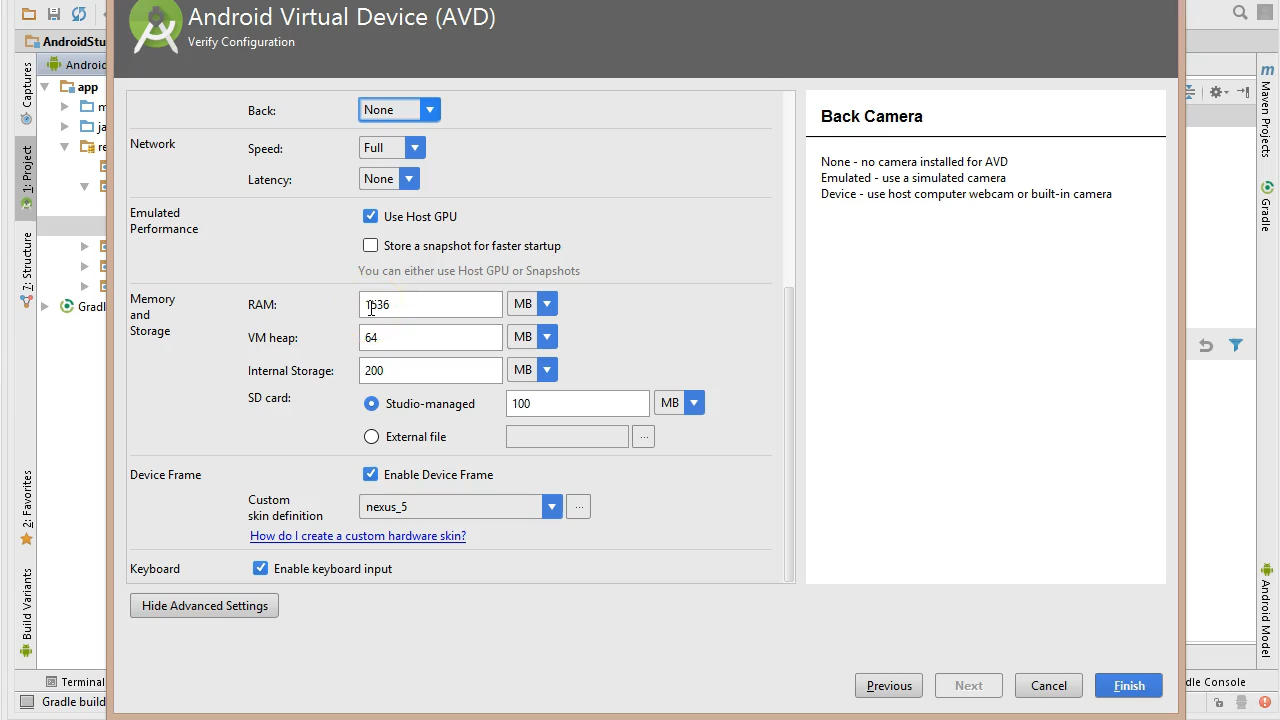 Android Virtual Device (AVD)
Verify Configuration
AndroidStu
Android
app
m
ja
re
Gradl
Captures
1: Project
7: Structure
2: Favorites
Build Variants
Back:
None
Network
Speed:
Full
Latency:
None
Emulated
Performance
Use Host GPU
Store a snapshot for faster startup
You can either use Host GPU or Snapshots
Memory
and
Storage
RAM:
1536
MB
VM heap:
64
MB
Internal Storage:
200
MB
SD card:
Studio-managed
100
MB
External file
...
Device Frame
Enable Device Frame
Custom
skin definition
nexus_5
...
How do I create a custom hardware skin?
Keyboard
Enable keyboard input
Hide Advanced Settings
Back Camera
None - no camera installed for AVD
Emulated - use a simulated camera
Device - use host computer webcam or built-in camera
Previous
Next
Cancel
Finish
m
Maven Projects
Gradle
Android Model
Terminal
dle Console
Gradle build